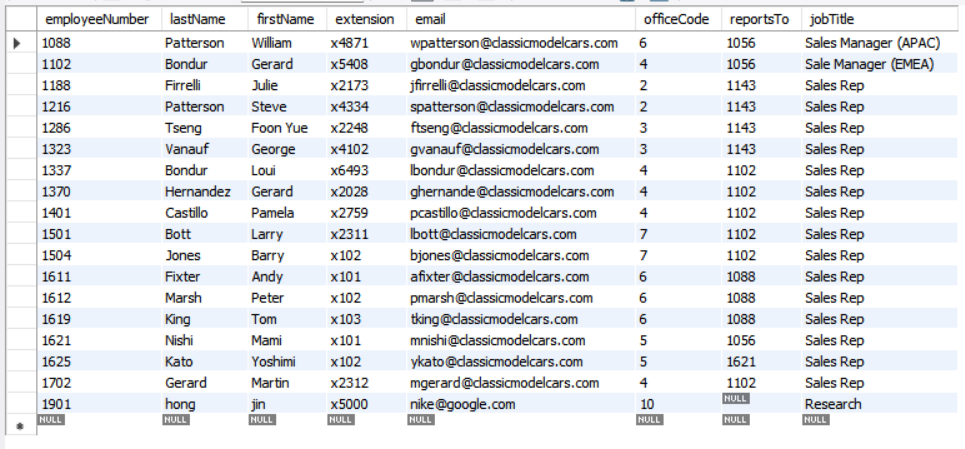 employeeNumber lastName firstName extension email officeCode reportsTo jobTitle
1088 Patterson William x4871 wpatterson@classicmodelcars.com 6 1056 Sales Manager (APAC)
1102 Bondur Gerard x5408 gbondur@classicmodelcars.com 4 1056 Sale Manager (EMEA)
1188 Firrelli Julie x2173 jfirrelli@classicmodelcars.com 2 1143 Sales Rep
1216 Patterson Steve x4334 spatterson@classicmodelcars.com 2 1143 Sales Rep
1286 Tseng Foon Yue x2248 ftseng@classicmodelcars.com 3 1143 Sales Rep
1323 Vanauf George x4102 gvanauf@classicmodelcars.com 3 1143 Sales Rep
1337 Bondur Loui x6493 lbondur@classicmodelcars.com 4 1102 Sales Rep
1370 Hernandez Gerard x2028 ghernande@classicmodelcars.com 4 1102 Sales Rep
1401 Castillo Pamela x2759 pcastillo@classicmodelcars.com 4 1102 Sales Rep
1501 Bott Larry x2311 lbott@classicmodelcars.com 7 1102 Sales Rep
1504 Jones Barry x102 bjones@classicmodelcars.com 7 1102 Sales Rep
1611 Fixter Andy x101 afixter@classicmodelcars.com 6 1088 Sales Rep
1612 Marsh Peter x102 pmarsh@classicmodelcars.com 6 1088 Sales Rep
1619 King Tom x103 tking@classicmodelcars.com 6 1088 Sales Rep
1621 Nishi Mami x101 mnishi@classicmodelcars.com 5 1056 Sales Rep
1625 Kato Yoshimi x102 ykato@classicmodelcars.com 5 1621 Sales Rep
1702 Gerard Martin x2312 mgerard@classicmodelcars.com 4 1102 Sales Rep
1901 hong jin x5000 nike@google.com 10 NULL Research
NULL NULL NULL NULL NULL NULL NULL NULL